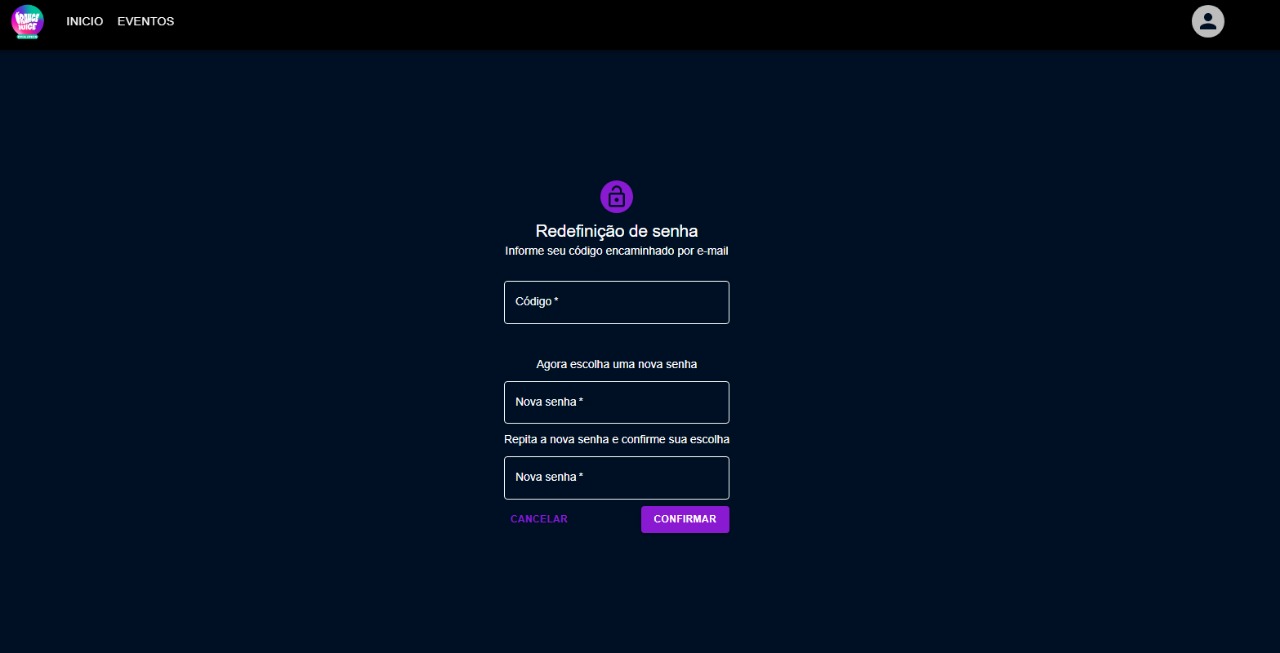 INICIO EVENTOS
Redefinição de senha
Informe seu código encaminhado por e-mail
Código *
Agora escolha uma nova senha
Nova senha *
Repita a nova senha e confirme sua escolha
Nova senha *
CANCELAR CONFIRMAR